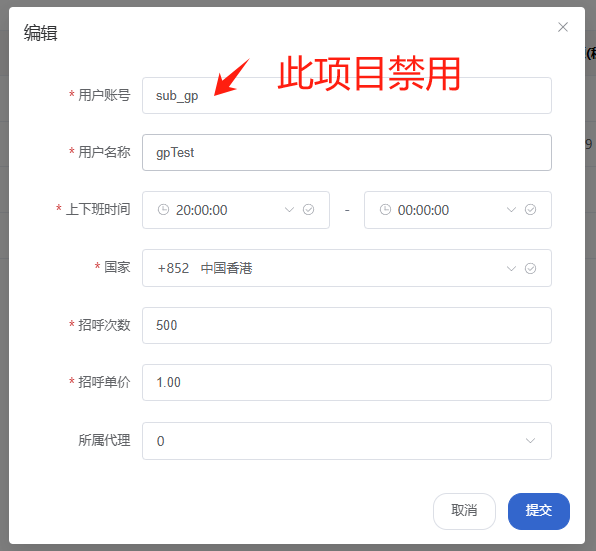 编辑
此项目禁用
* 用户账号 sub_gp
* 用户名称 gpTest
* 上下班时间 20:00:00 - 00:00:00
* 国家 +852 中国香港
* 招呼次数 500
* 招呼单价 1.00
所属代理 0
取消 提交
9